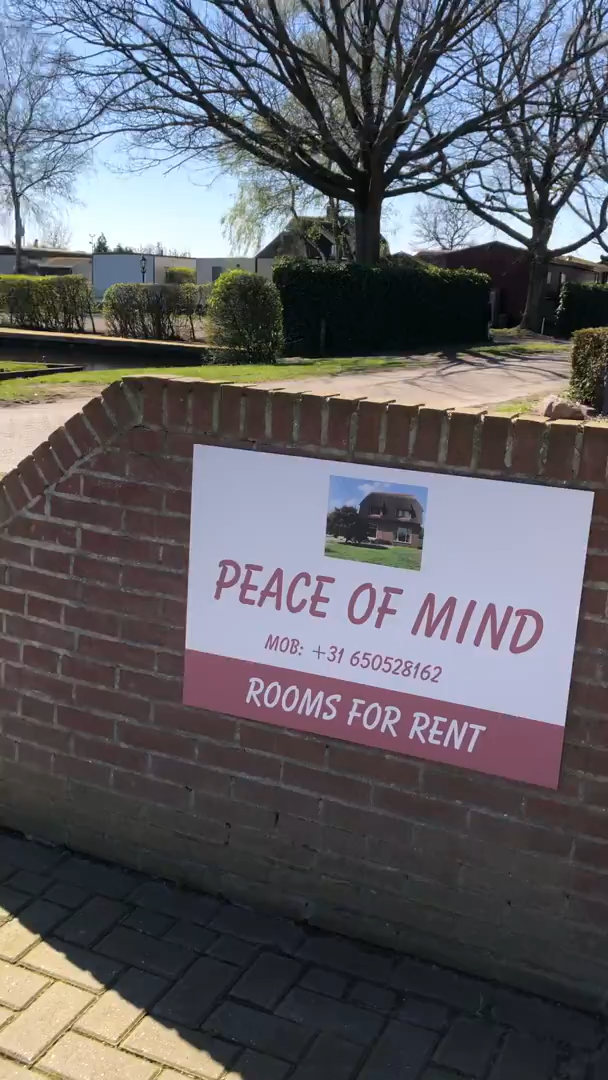 PEACE OF MIND
MOB: +31 650528162
ROOMS FOR RENT